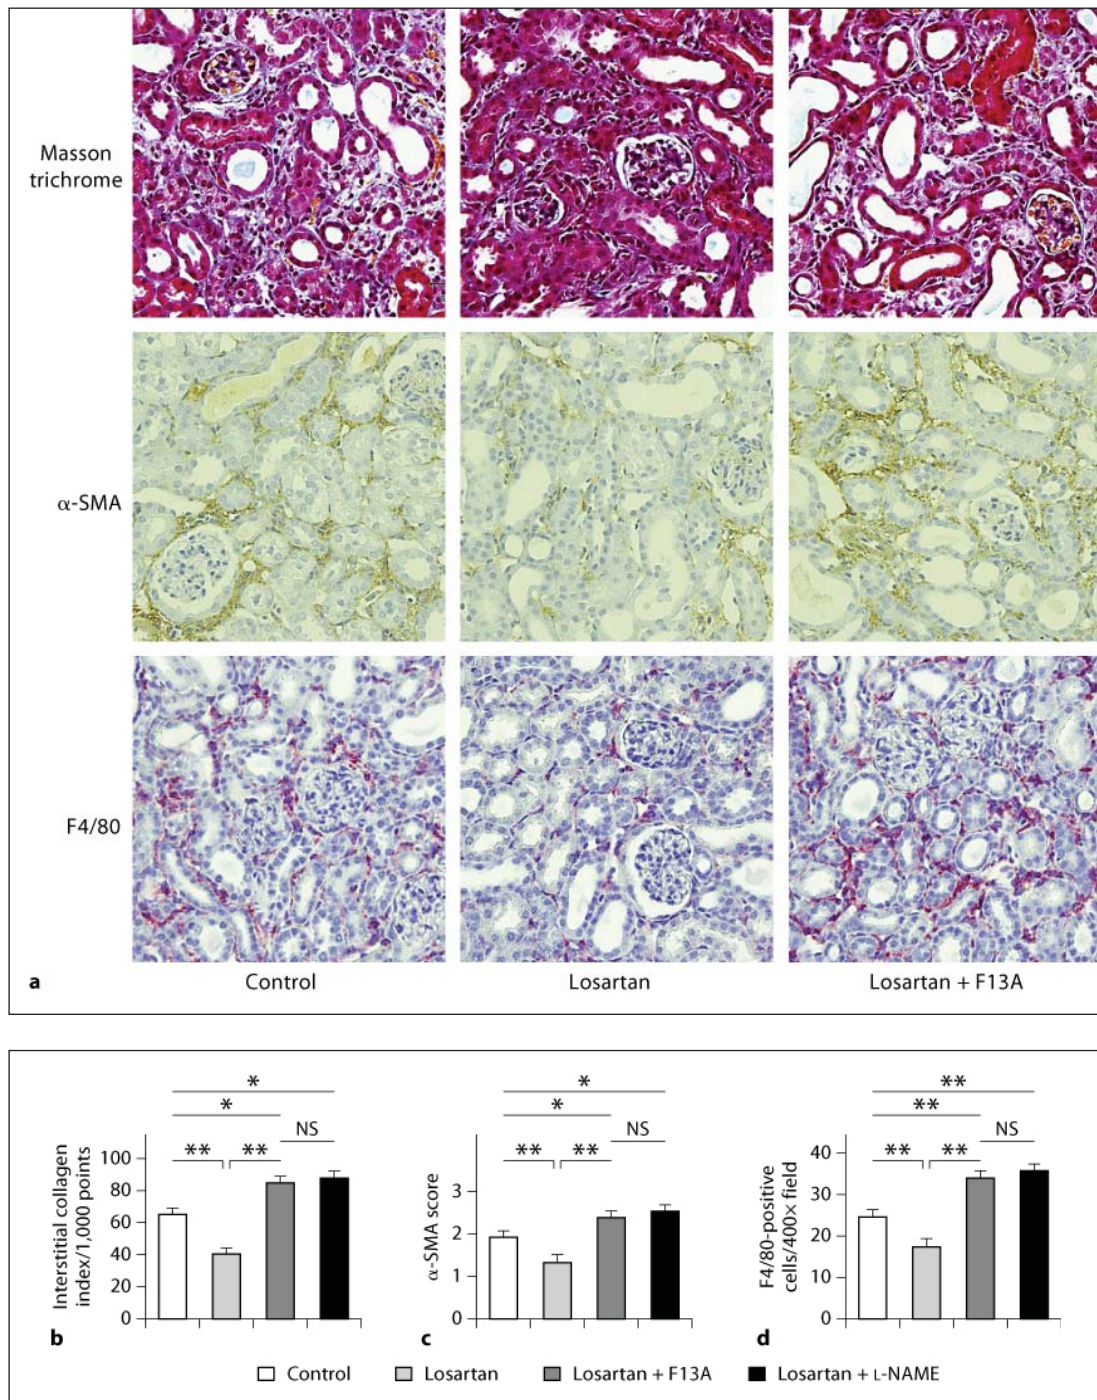 Masson
trichrome
α-SMA
F4/80
a
Control
Losartan
Losartan + F13A
*
*
** **
NS
Interstitial collagen
index/1,000 points
100
80
60
40
20
0
b
*
*
** **
NS
α-SMA score
3
2
1
0
c
**
**
** **
NS
F4/80-positive
cells/400× field
40
30
20
10
0
d
Control
Losartan
Losartan + F13A
Losartan + L-NAME